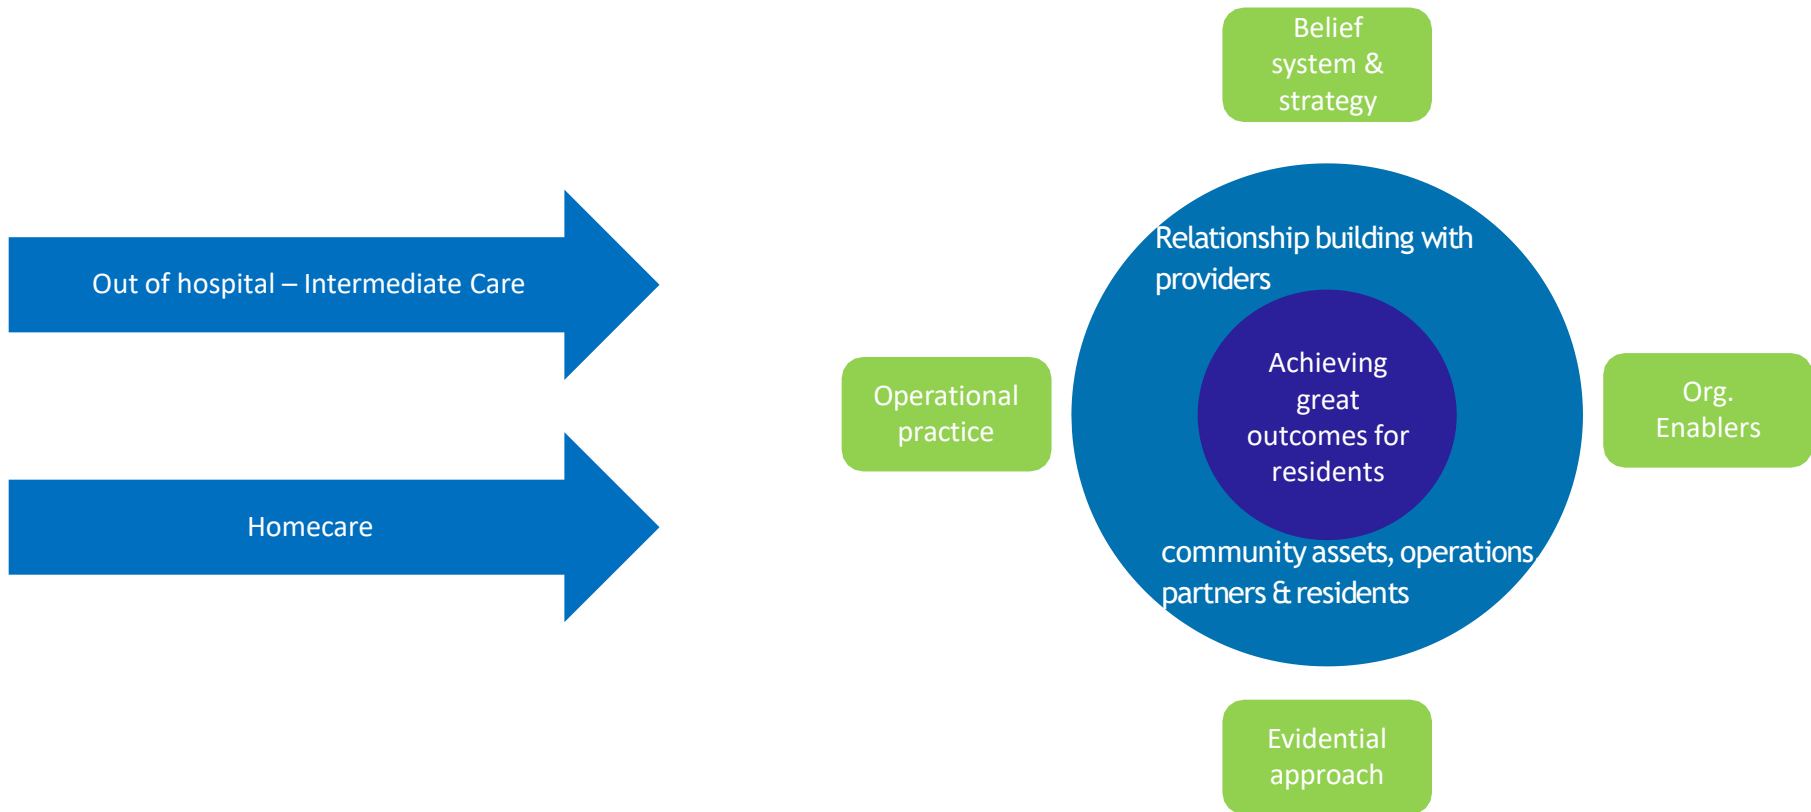 Belief
system &
strategy
Out of hospital – Intermediate Care
Homecare
Relationship building with
providers
Achieving
great
outcomes for
residents
community assets, operations,
partners & residents
Operational
practice
Org.
Enablers
Evidential
approach